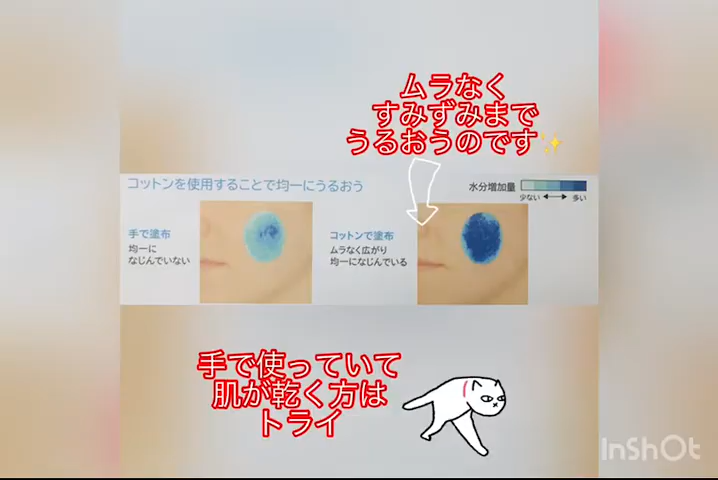 ムラなく
すみずみまで
うるおうのです✨
コットンを使用することで均一にうるおう
水分増加量
少ない ⟷ 多い
手で塗布
均一に
なじんでいない
コットンで塗布
ムラなく広がり
均一になじんでいる
手で使っていて
肌が乾く方は
トライ
InShOt